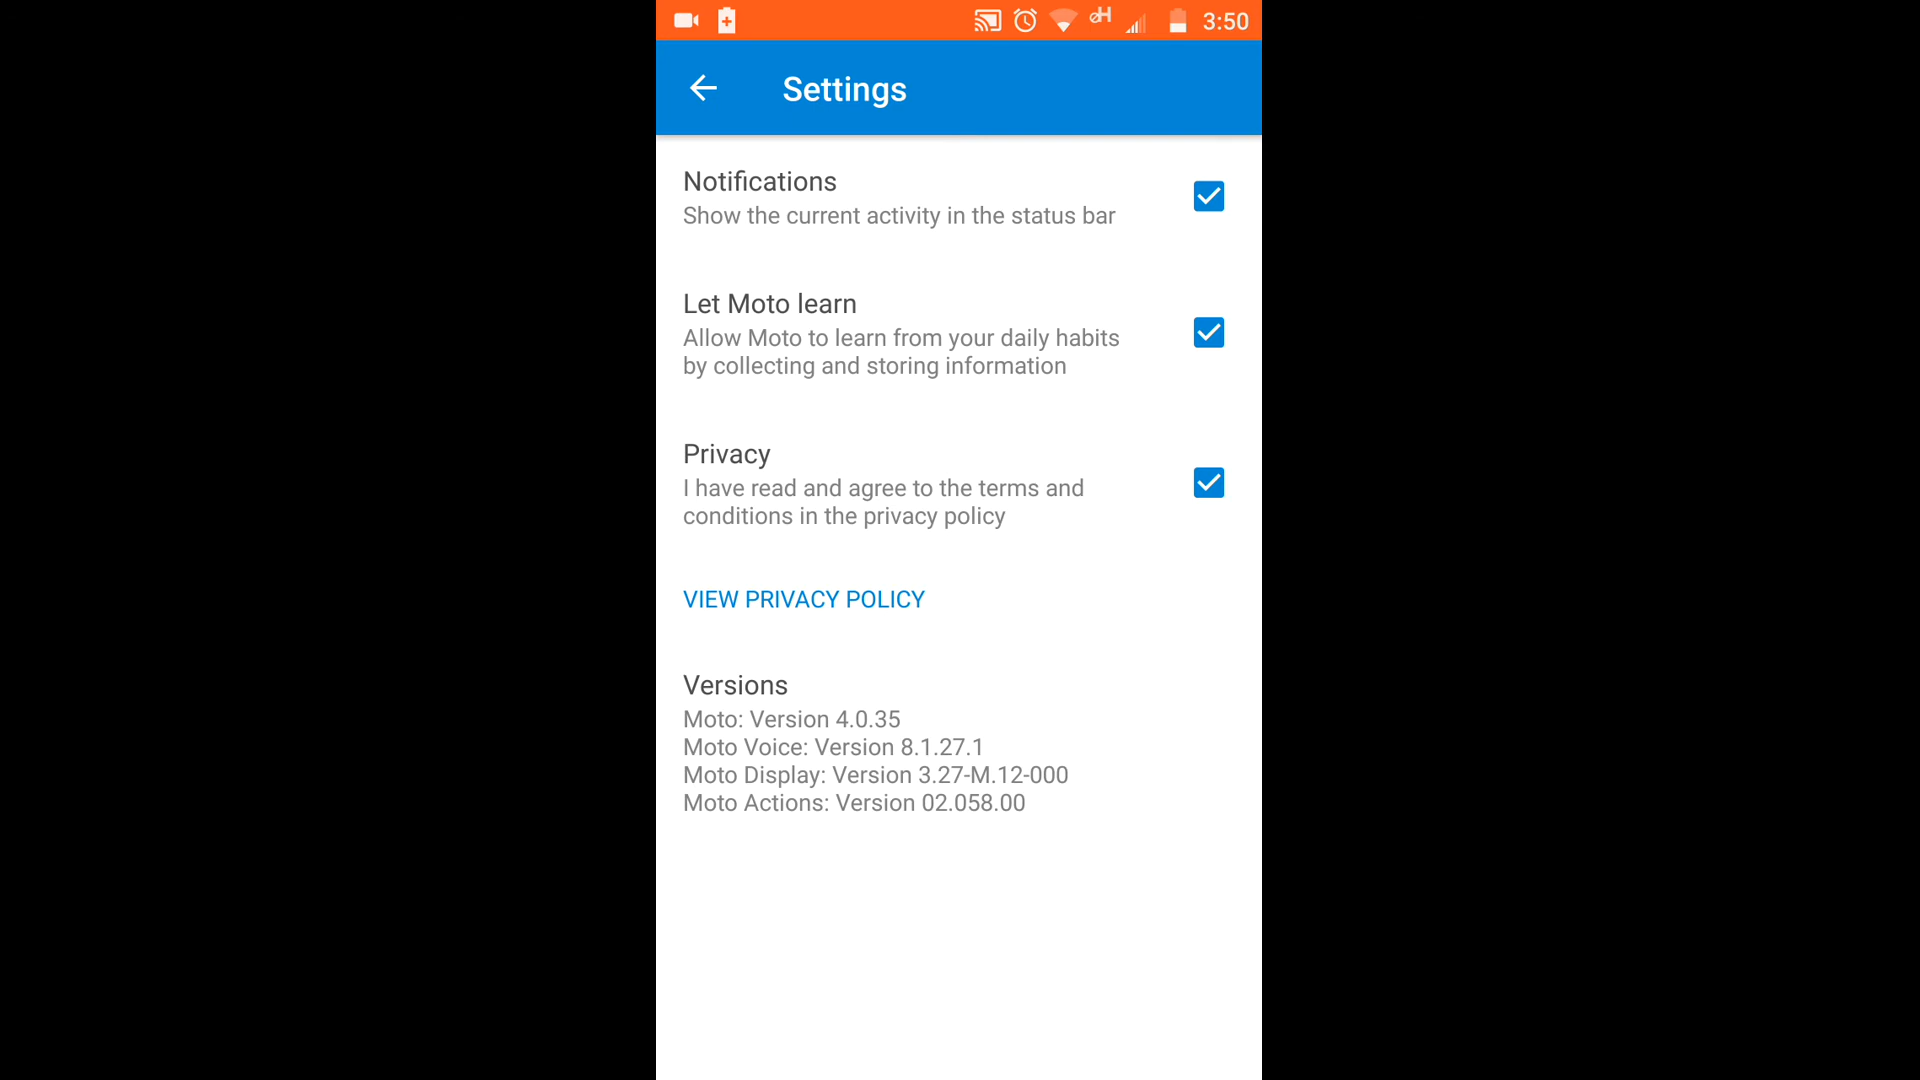 3:50
Settings
Notifications
Show the current activity in the status bar
Let Moto learn
Allow Moto to learn from your daily habits
by collecting and storing information
Privacy
I have read and agree to the terms and
conditions in the privacy policy
VIEW PRIVACY POLICY
Versions
Moto: Version 4.0.35
Moto Voice: Version 8.1.27.1
Moto Display: Version 3.27-M.12-000
Moto Actions: Version 02.058.00